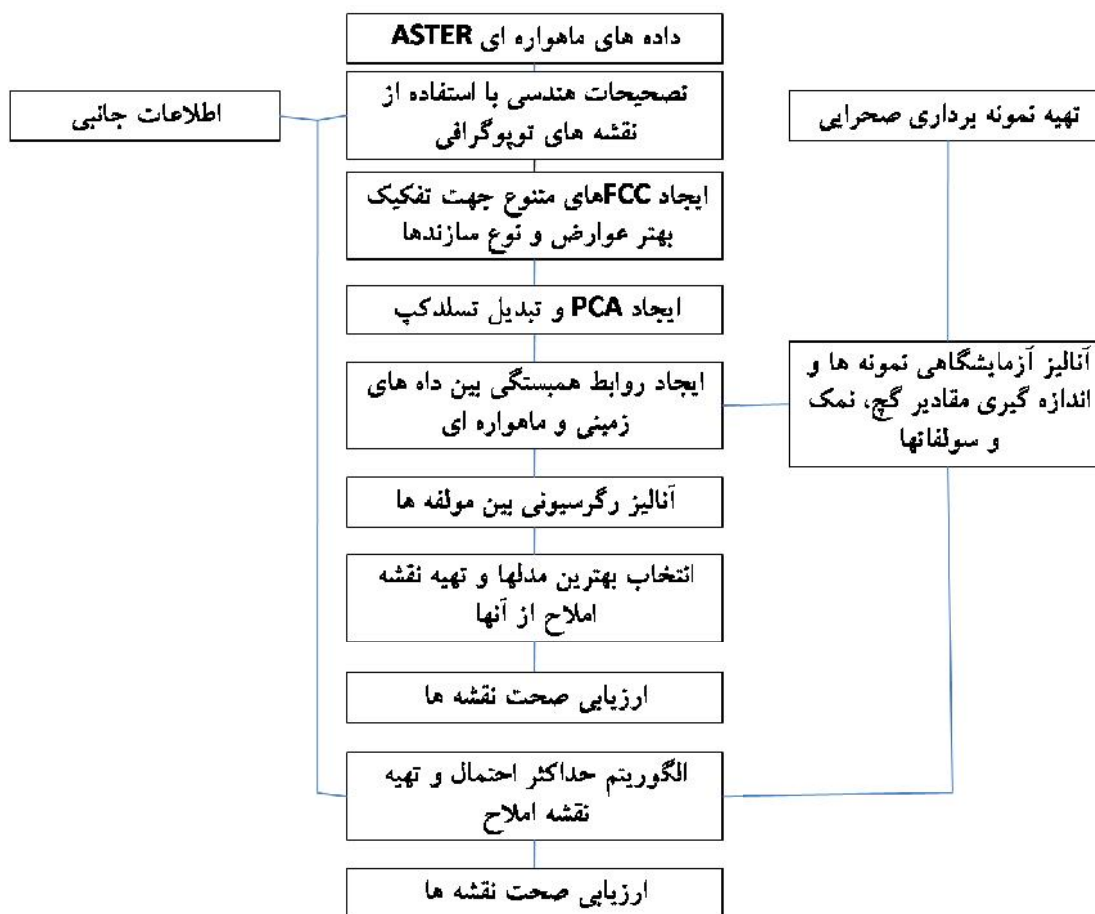 داده های ماهواره ای ASTER
تصحیحات هندسی با استفاده از
نقشه های توپوگرافی
اطلاعات جانبی
تهیه نمونه برداری صحرایی
ایجاد FCCهای متنوع جهت تفکیک
بهتر عوارض و نوع سازندها
ایجاد PCA و تبدیل تسلدکپ
آنالیز آزمایشگاهی نمونه ها و
اندازه گیری مقادیر گچ، نمک
و سولفاتها
ایجاد روابط همبستگی بین داه های
زمینی و ماهواره ای
آنالیز رگرسیونی بین مولفه ها
انتخاب بهترین مدلها و تهیه نقشه
املاح از آنها
ارزیابی صحت نقشه ها
الگوریتم حداکثر احتمال و تهیه
نقشه املاح
ارزیابی صحت نقشه ها